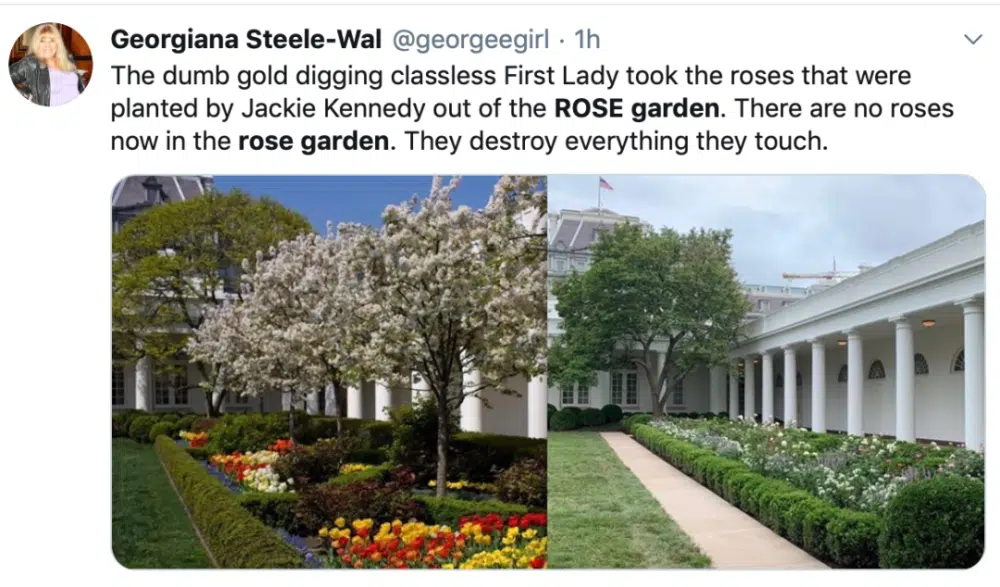 Georgiana Steele-Wal @georgeegirl · 1h
The dumb gold digging classless First Lady took the roses that were
planted by Jackie Kennedy out of the ROSE garden. There are no roses
now in the rose garden. They destroy everything they touch.